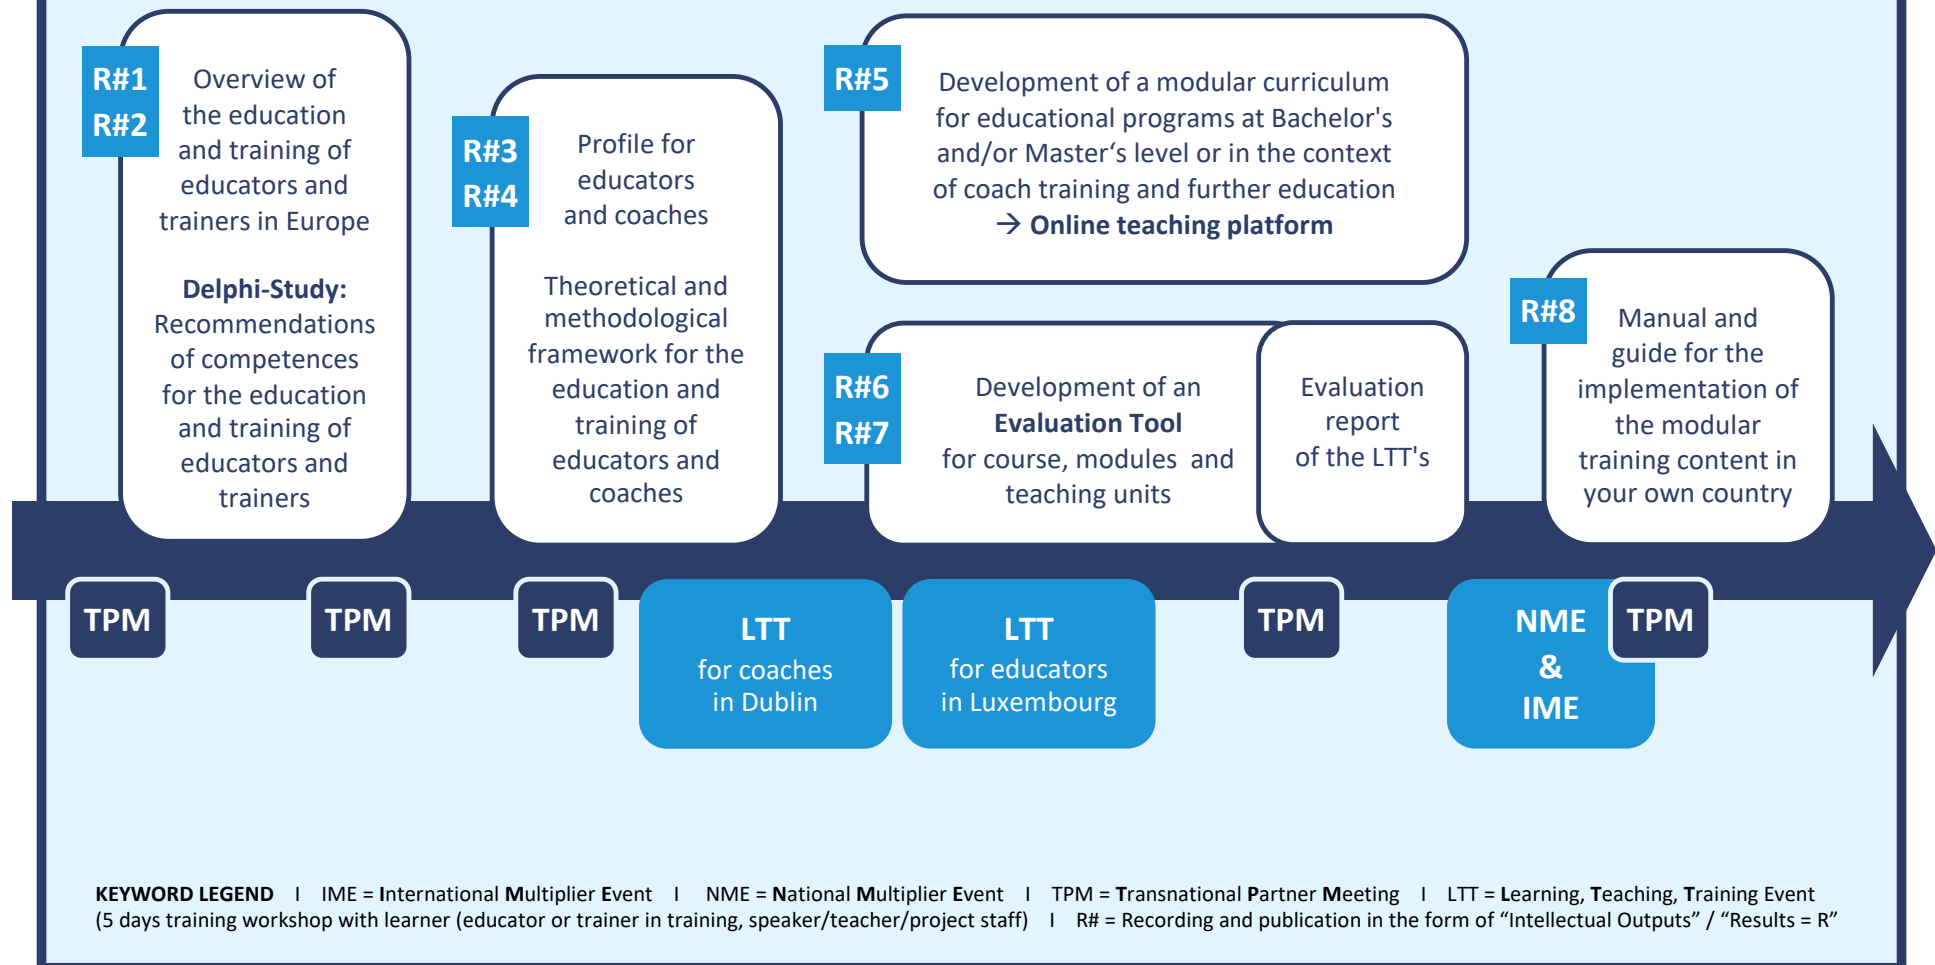 R#1
R#2
Overview of
the education
and training of
educators and
trainers in Europe
Delphi-Study:
Recommendations
of competences
for the education
and training of
educators and
trainers
R#3
R#4
Profile for
educators
and coaches
Theoretical and
methodological
framework for the
education and
training of
educators and
coaches
R#5
Development of a modular curriculum
for educational programs at Bachelor's
and/or Master‘s level or in the context
of coach training and further education
→ Online teaching platform
R#6
R#7
Development of an
Evaluation Tool
for course, modules and
teaching units
Evaluation
report
of the LTT's
R#8
Manual and
guide for the
implementation of
the modular
training content in
your own country
TPM
TPM
TPM
LTT
for coaches
in Dublin
LTT
for educators
in Luxembourg
TPM
NME
&
IME
TPM
KEYWORD LEGEND I IME = International Multiplier Event I NME = National Multiplier Event I TPM = Transnational Partner Meeting I LTT = Learning, Teaching, Training Event
(5 days training workshop with learner (educator or trainer in training, speaker/teacher/project staff) I R# = Recording and publication in the form of “Intellectual Outputs” / “Results = R”